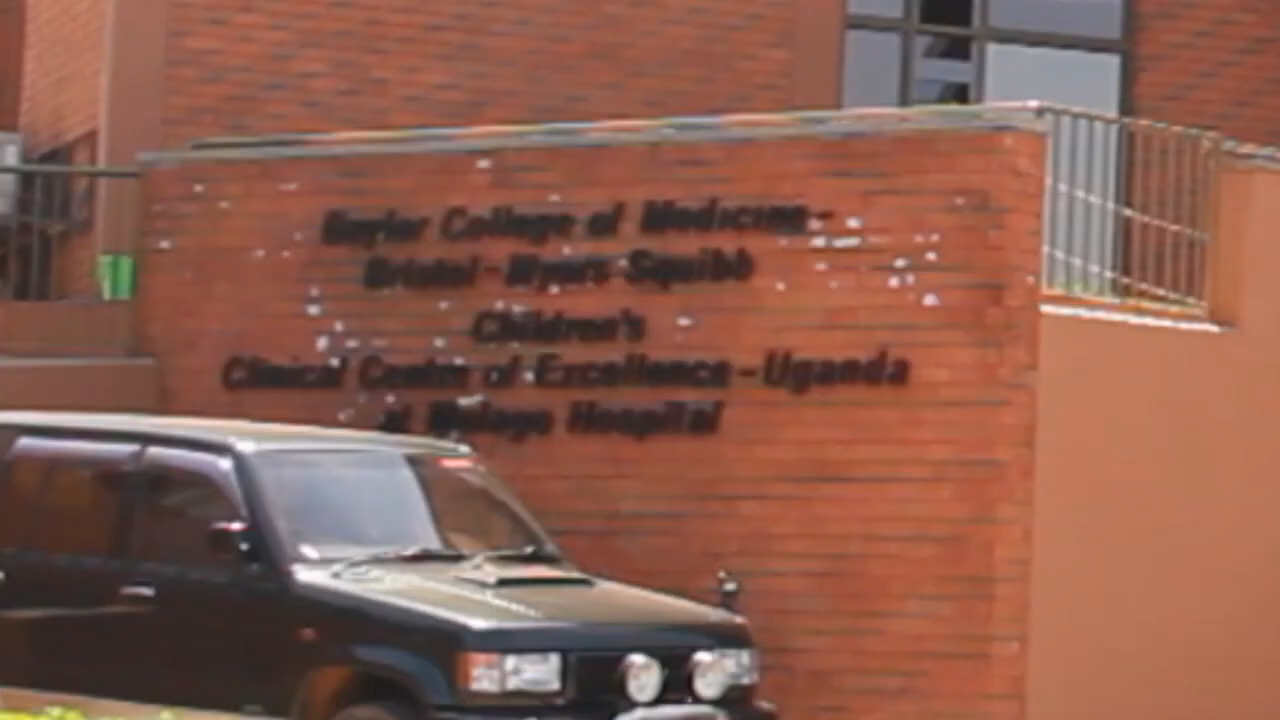 Baylor College of Medicine-
Bristol-Myers Squibb
Children's
Clinical Centre of Excellence-Uganda
at Mulago Hospital